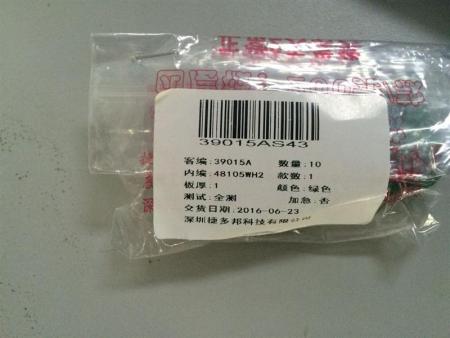 39015AS43
客编:39015A 数量:10
内编:48105WH2 款数:1
板厚:1 颜色:绿色
测试:全测 加急:否
交货日期:2016-06-23
深圳捷多邦科技有限公司